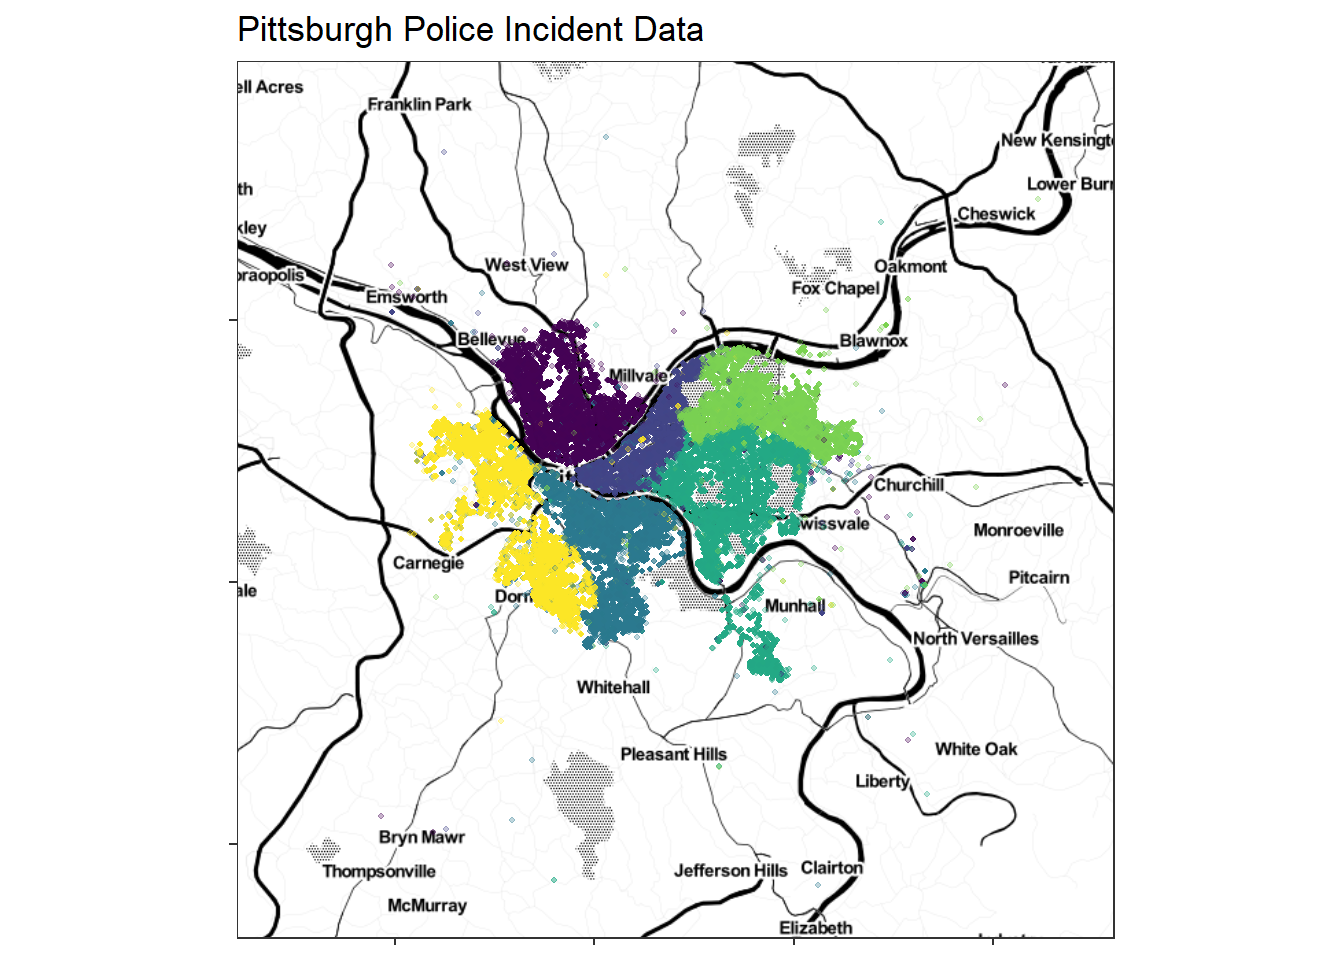 Pittsburgh Police Incident Data
ell Acres
Franklin Park
New Kensingt
th
Lower Burr
Cheswick
kley
West View
Oakmont
oraopolis
Fox Chapel
Emsworth
Bellevue
Blawnox
Millvale
Churchill
wissvale
Monroeville
Carnegie
Pitcairn
ale
Dorm
Munhall
North Versailles
Whitehall
White Oak
Pleasant Hills
Liberty
Bryn Mawr
Thompsonville
Jefferson Hills
Clairton
McMurray
Elizabeth